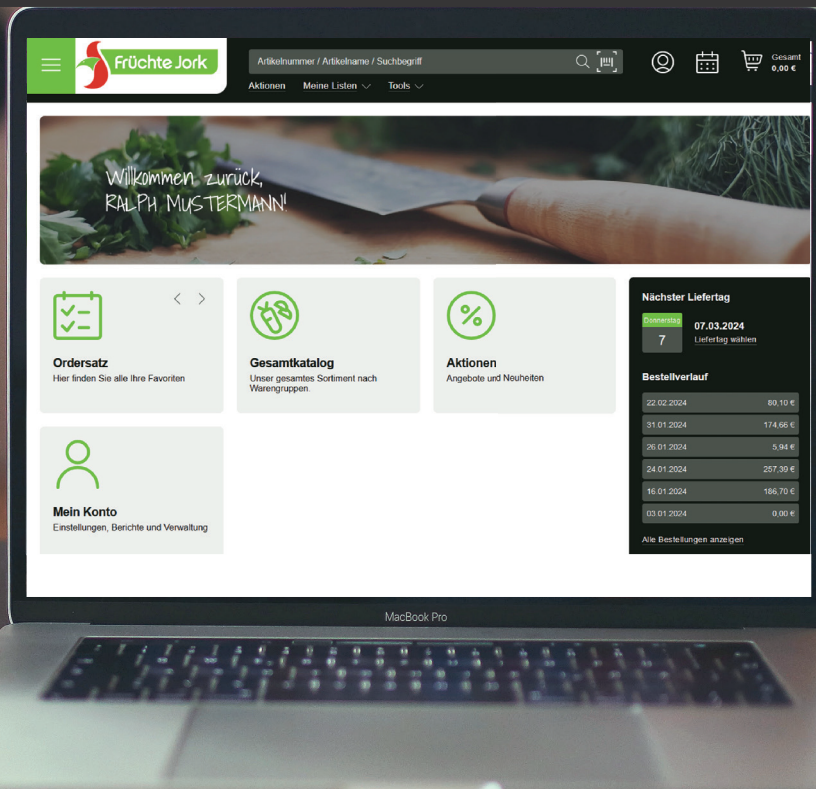 Früchte Jork
Artikelnummer / Artikelname / Suchbegriff
Gesamt
0,00 €
Aktionen Meine Listen Tools
Willkommen zurück,
RALPH MUSTERMANN!
Ordersatz
Hier finden Sie alle Ihre Favoriten
Gesamtkatalog
Unser gesamtes Sortiment nach
Warengruppen.
Aktionen
Angebote und Neuheiten
Mein Konto
Einstellungen, Berichte und Verwaltung
Nächster Liefertag
Donnerstag
7
07.03.2024
Liefertag wählen
Bestellverlauf
22.02.2024 80,10 €
31.01.2024 174,66 €
26.01.2024 5,94 €
24.01.2024 257,39 €
16.01.2024 186,70 €
03.01.2024 0,00 €
Alle Bestellungen anzeigen
MacBook Pro